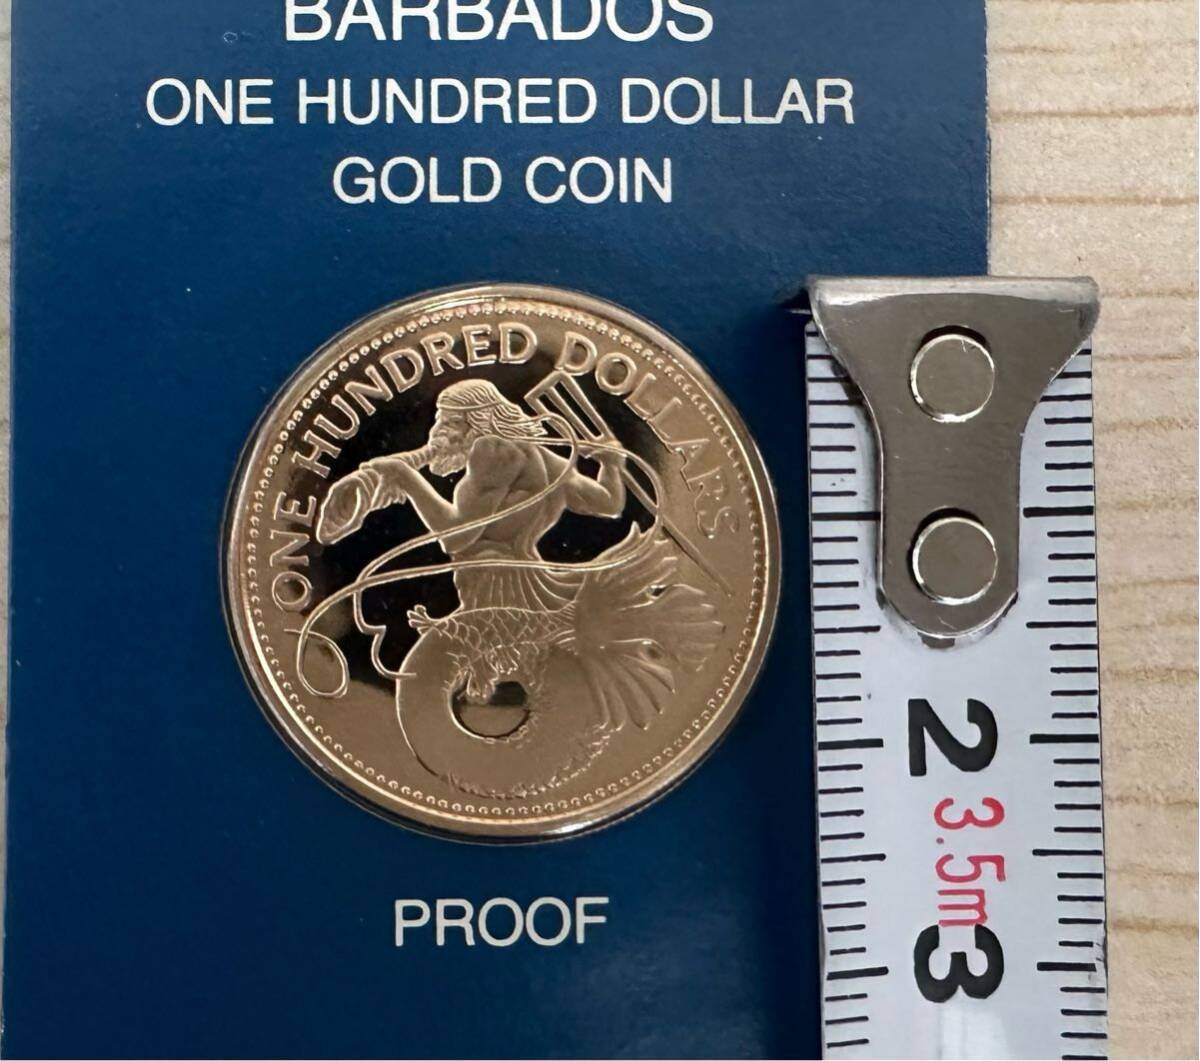 BARBADOS
ONE HUNDRED DOLLAR
GOLD COIN
ONE HUNDRED DOLLARS
PROOF
2
3.5m
3